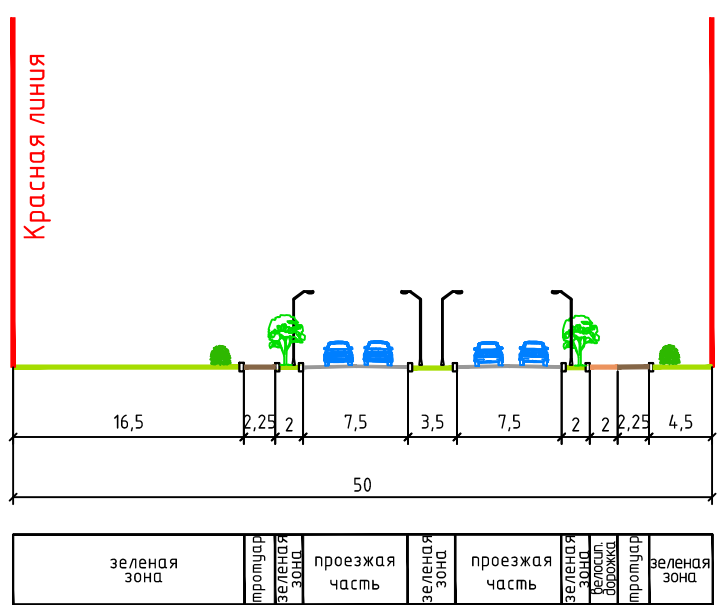 Красная линия
16,5
2,25
2
7,5
3,5
7,5
2
2
2,25
4,5
50
зеленая
зона
тротуар
зеленая
зона
проезжая
часть
зеленая
зона
проезжая
часть
зеленая
зона
велосип.
дорожка
тротуар
зеленая
зона